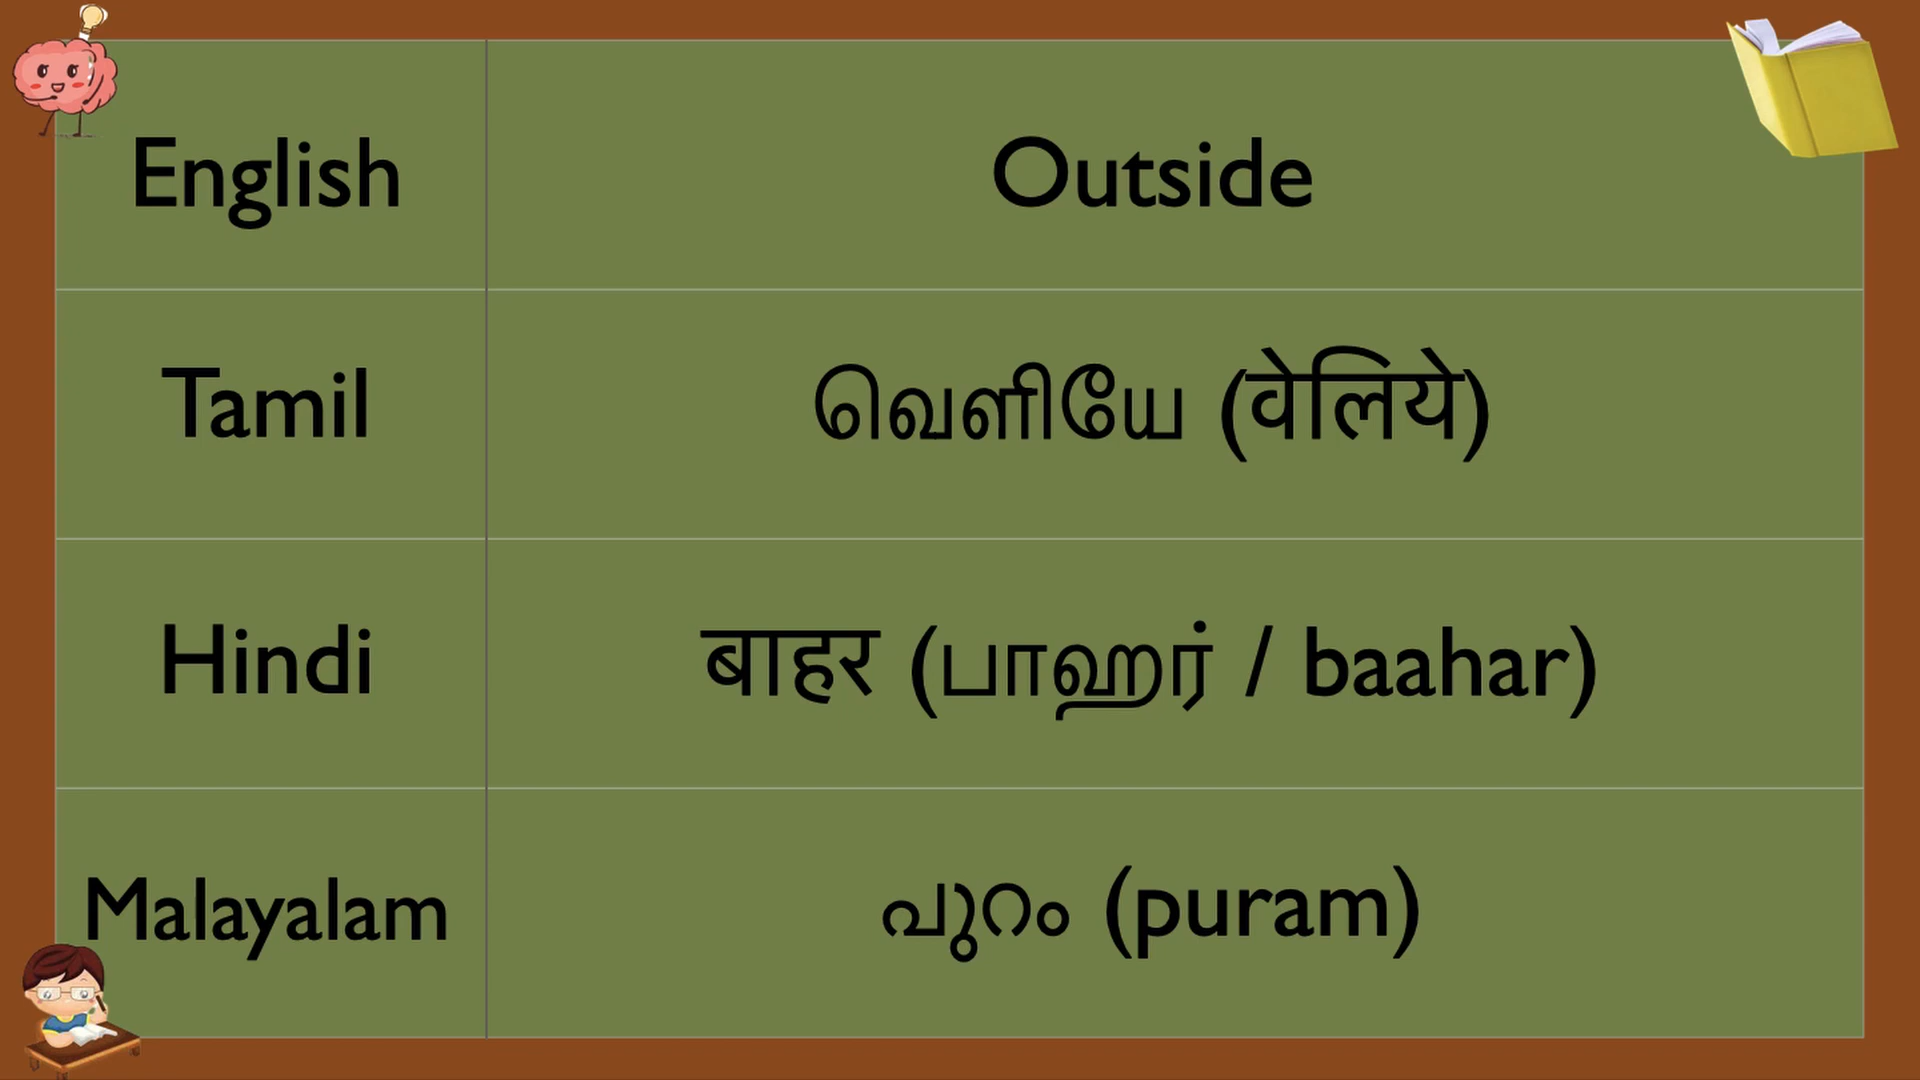 English Outside
Tamil வெளியே (वेलिये)
Hindi बाहर (பாஹர் / baahar)
Malayalam പുറം (puram)